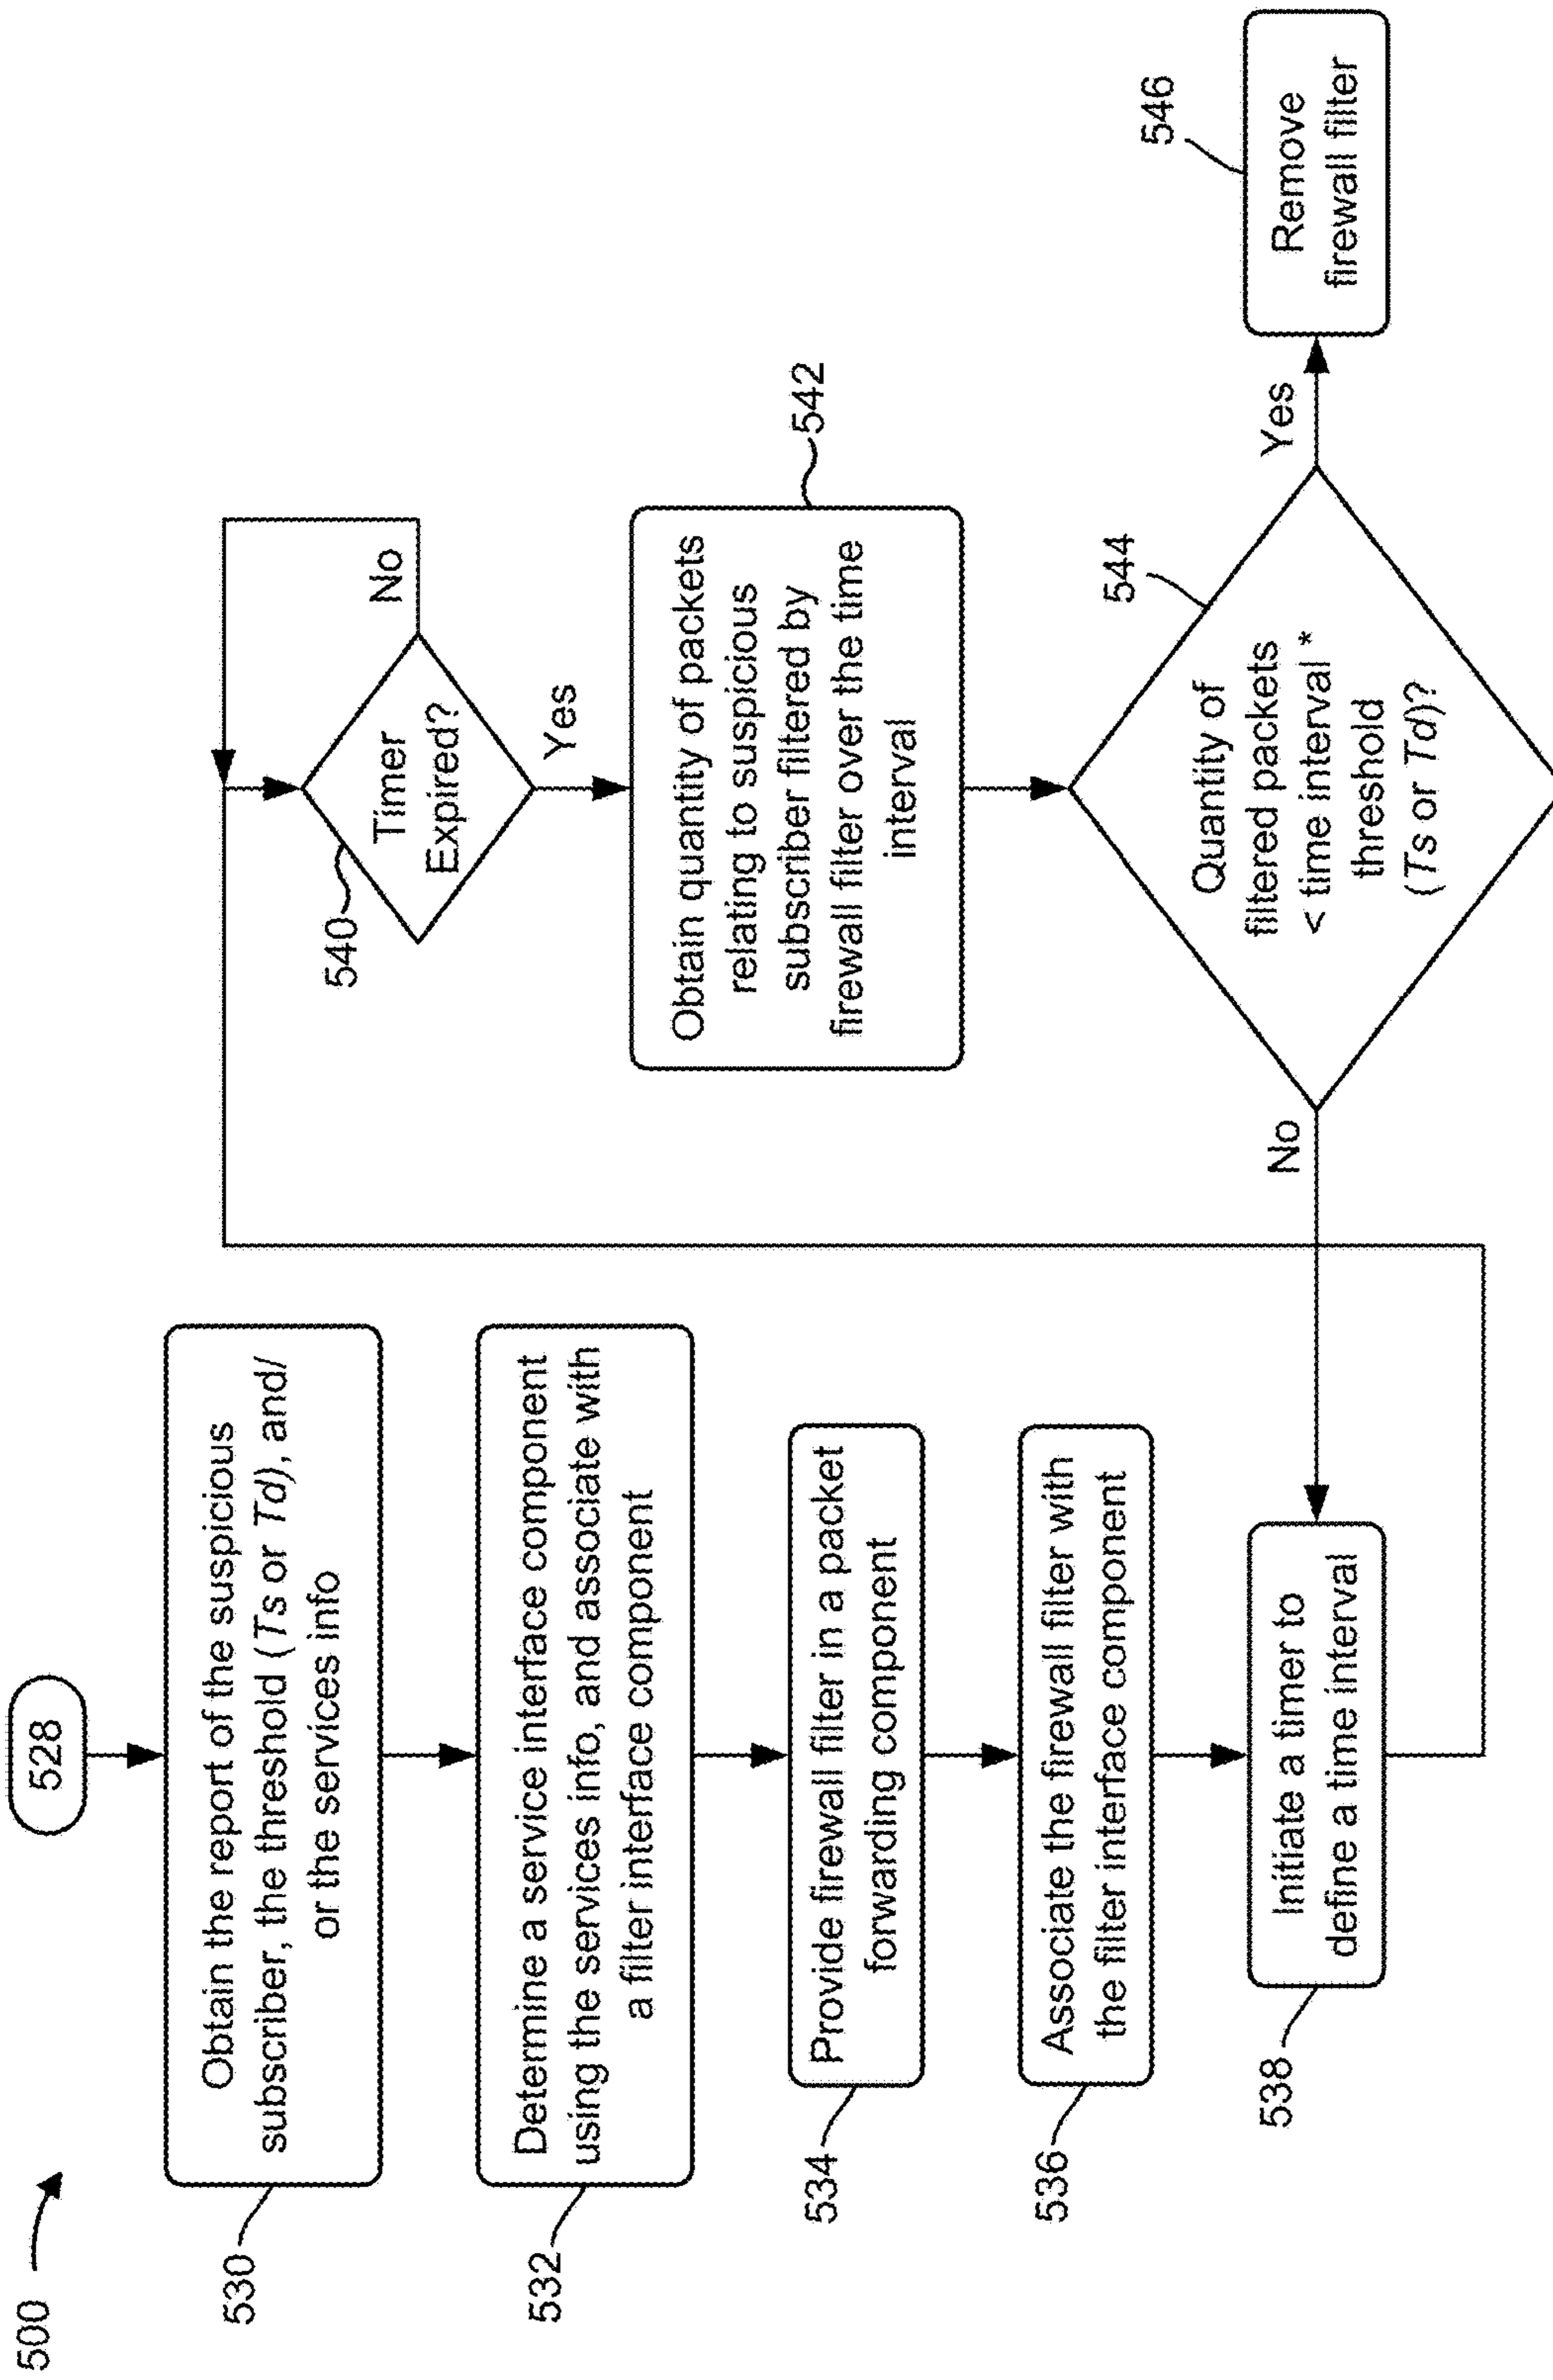 500
528
530
Obtain the report of the suspicious
subscriber, the threshold (Ts or Td), and/
or the services info
532
Determine a service interface component
using the services info, and associate with
a filter interface component
534
Provide firewall filter in a packet
forwarding component
536
Associate the firewall filter with
the filter interface component
538
Initiate a timer to
define a time interval
540
Timer
Expired?
No
Yes
542
Obtain quantity of packets
relating to suspicious
subscriber filtered by
firewall filter over the time
interval
544
Quantity of
filtered packets
< time interval *
threshold
(Ts or Td)?
No
Yes
546
Remove
firewall filter